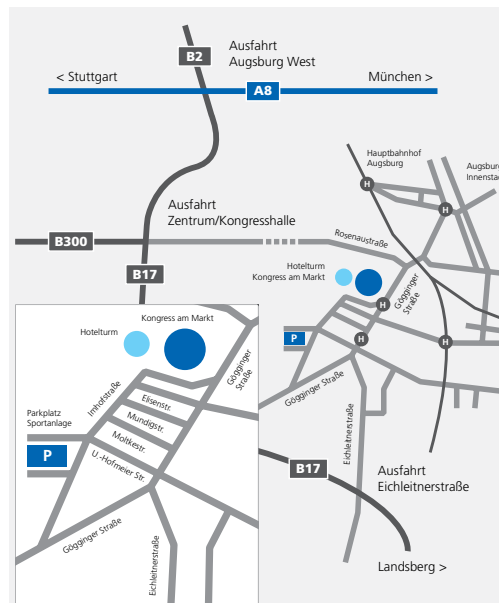 B2
Ausfahrt
Augsburg West
< Stuttgart
München >
A8
Hauptbahnhof
Augsburg
Augsburg
Innensta
H
H
Ausfahrt
Zentrum/Kongresshalle
Rosenaustraße
B300
B17
Hotelturm
Kongress am Markt
Gögginger
Straße
H
H
H
P
Gögginger Straße
Eichleitnerstraße
B17
Ausfahrt
Eichleitnerstraße
Landsberg >
Kongress am Markt
Hotelturm
Gögginger
Straße
Imhofstraße
Elisenstr.
Mundigstr.
Moltkestr.
U.-Hofmeier Str.
Parkplatz
Sportanlage
P
Gögginger Straße
Eichleitnerstraße